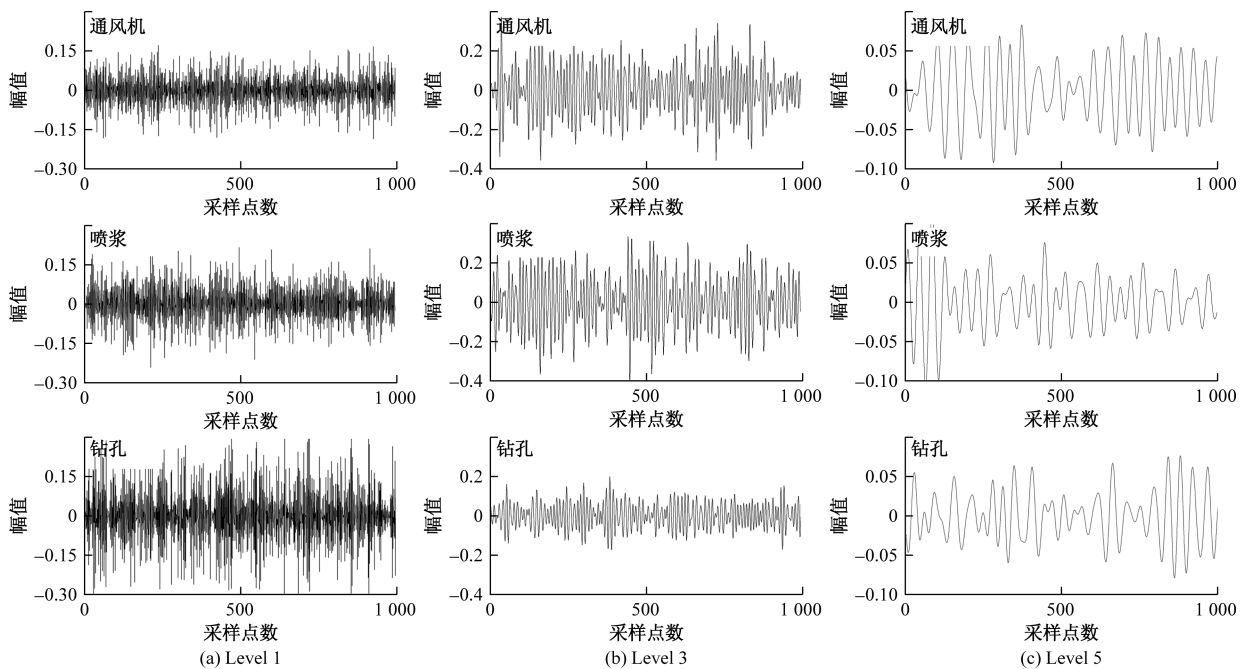 通风机
0.15
0
–0.15
–0.30
幅值
0
500
1 000
采样点数
通风机
0.2
0
–0.2
–0.4
幅值
0
500
1 000
采样点数
通风机
0.05
0
–0.05
–0.10
幅值
0
500
1 000
采样点数
喷浆
0.15
0
–0.15
–0.30
幅值
0
500
1 000
采样点数
喷浆
0.2
0
–0.2
–0.4
幅值
0
500
1 000
采样点数
喷浆
0.05
0
–0.05
–0.10
幅值
0
500
1 000
采样点数
钻孔
0.15
0
–0.15
–0.30
幅值
0
500
1 000
采样点数
(a) Level 1
钻孔
0.2
0
–0.2
–0.4
幅值
0
500
1 000
采样点数
(b) Level 3
钻孔
0.05
0
–0.05
–0.10
幅值
0
500
1 000
采样点数
(c) Level 5